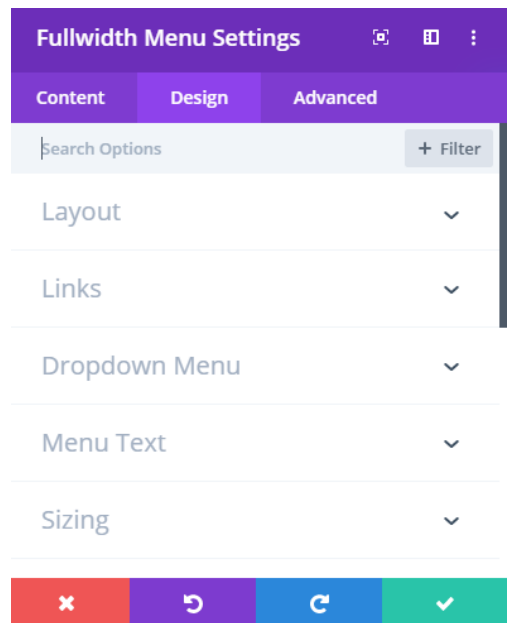 Fullwidth Menu Settings
Content Design Advanced
Search Options + Filter
Layout
Links
Dropdown Menu
Menu Text
Sizing